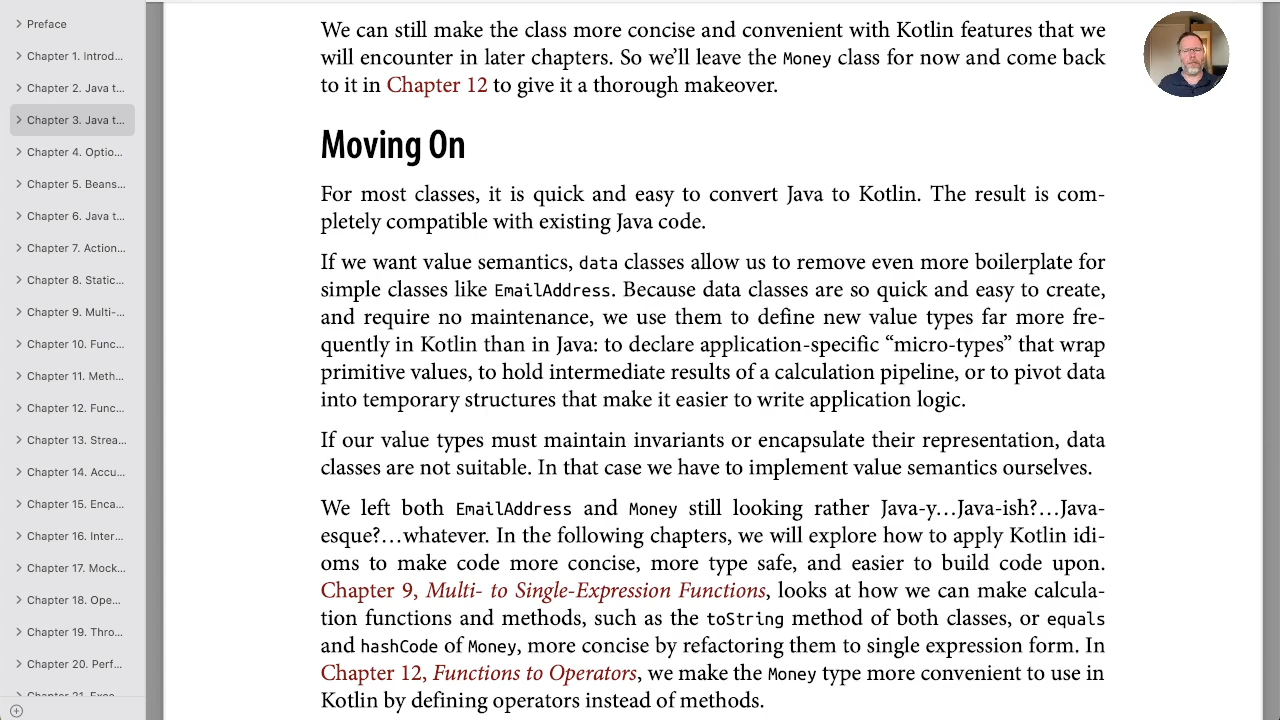 Preface
Chapter 1. Introd...
Chapter 2. Java t...
Chapter 3. Java t...
Chapter 4. Optio...
Chapter 5. Beans...
Chapter 6. Java t...
Chapter 7. Action...
Chapter 8. Static...
Chapter 9. Multi-...
Chapter 10. Func...
Chapter 11. Meth...
Chapter 12. Func...
Chapter 13. Strea...
Chapter 14. Accu...
Chapter 15. Enca...
Chapter 16. Inter...
Chapter 17. Mock...
Chapter 18. Ope...
Chapter 19. Thro...
Chapter 20. Perf...
Chapter 21. Exce...
We can still make the class more concise and convenient with Kotlin features that we
will encounter in later chapters. So we’ll leave the Money class for now and come back
to it in Chapter 12 to give it a thorough makeover.
Moving On
For most classes, it is quick and easy to convert Java to Kotlin. The result is com-
pletely compatible with existing Java code.
If we want value semantics, data classes allow us to remove even more boilerplate for
simple classes like EmailAddress. Because data classes are so quick and easy to create,
and require no maintenance, we use them to define new value types far more fre-
quently in Kotlin than in Java: to declare application-specific “micro-types” that wrap
primitive values, to hold intermediate results of a calculation pipeline, or to pivot data
into temporary structures that make it easier to write application logic.
If our value types must maintain invariants or encapsulate their representation, data
classes are not suitable. In that case we have to implement value semantics ourselves.
We left both EmailAddress and Money still looking rather Java-y…Java-ish?…Java-
esque?…whatever. In the following chapters, we will explore how to apply Kotlin idi-
oms to make code more concise, more type safe, and easier to build code upon.
Chapter 9, Multi- to Single-Expression Functions, looks at how we can make calcula-
tion functions and methods, such as the toString method of both classes, or equals
and hashCode of Money, more concise by refactoring them to single expression form. In
Chapter 12, Functions to Operators, we make the Money type more convenient to use in
Kotlin by defining operators instead of methods.